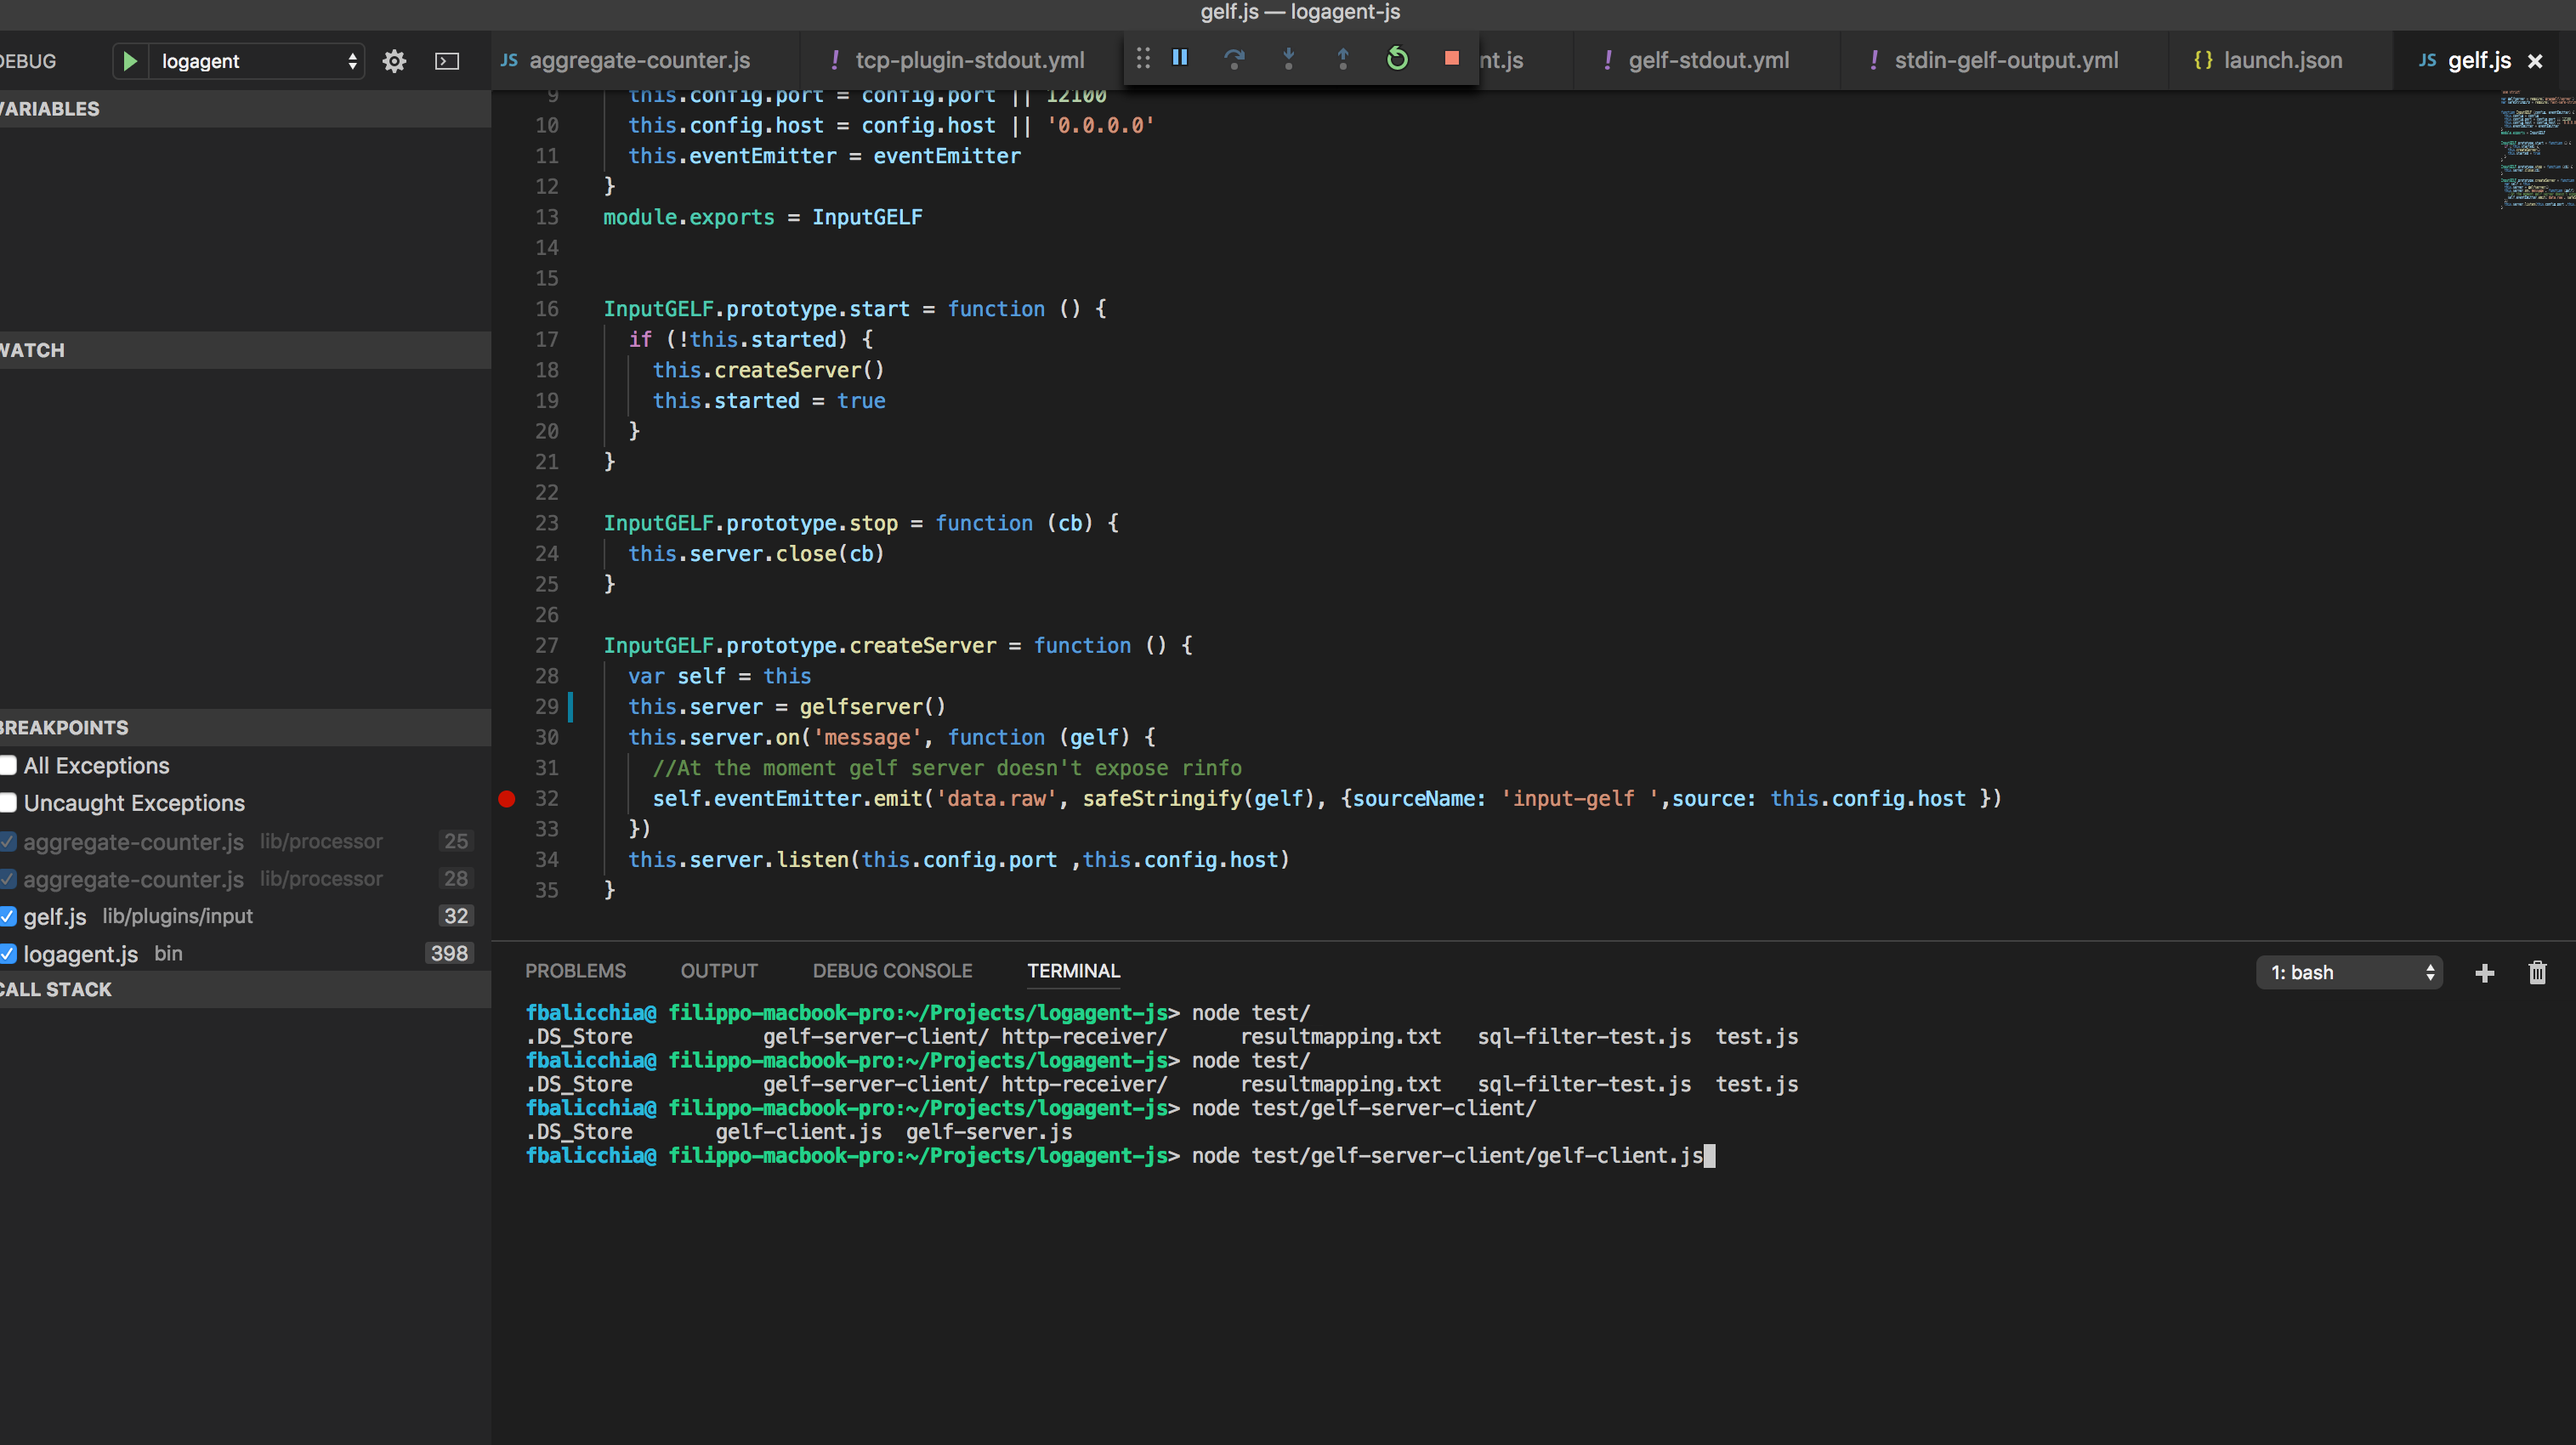 gelf.js — logagent-js
DEBUG
logagent
JS aggregate-counter.js
! tcp-plugin-stdout.yml
nt.js
! gelf-stdout.yml
! stdin-gelf-output.yml
{} launch.json
JS gelf.js ×
VARIABLES
WATCH
BREAKPOINTS
All Exceptions
Uncaught Exceptions
aggregate-counter.js lib/processor 25
aggregate-counter.js lib/processor 28
gelf.js lib/plugins/input 32
logagent.js bin 398
CALL STACK
9 this.config.port = config.port || 12100
10 this.config.host = config.host || '0.0.0.0'
11 this.eventEmitter = eventEmitter
12 }
13 module.exports = InputGELF
14
15
16 InputGELF.prototype.start = function () {
17 if (!this.started) {
18 this.createServer()
19 this.started = true
20 }
21 }
22
23 InputGELF.prototype.stop = function (cb) {
24 this.server.close(cb)
25 }
26
27 InputGELF.prototype.createServer = function () {
28 var self = this
29 this.server = gelfserver()
30 this.server.on('message', function (gelf) {
31 //At the moment gelf server doesn't expose rinfo
32 self.eventEmitter.emit('data.raw', safeStringify(gelf), {sourceName: 'input-gelf ',source: this.config.host })
33 })
34 this.server.listen(this.config.port ,this.config.host)
35 }
PROBLEMS OUTPUT DEBUG CONSOLE TERMINAL
1: bash
fbalicchia@ filippo-macbook-pro:~/Projects/logagent-js> node test/
.DS_Store gelf-server-client/ http-receiver/ resultmapping.txt sql-filter-test.js test.js
fbalicchia@ filippo-macbook-pro:~/Projects/logagent-js> node test/
.DS_Store gelf-server-client/ http-receiver/ resultmapping.txt sql-filter-test.js test.js
fbalicchia@ filippo-macbook-pro:~/Projects/logagent-js> node test/gelf-server-client/
.DS_Store gelf-client.js gelf-server.js
fbalicchia@ filippo-macbook-pro:~/Projects/logagent-js> node test/gelf-server-client/gelf-client.js